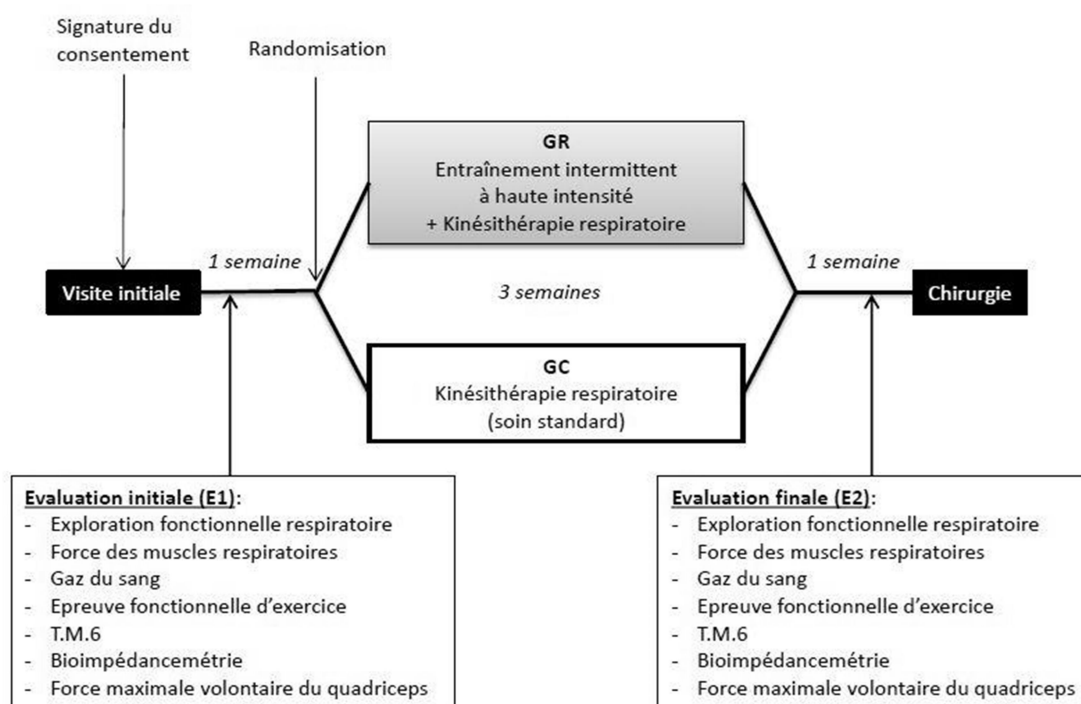 Signature du
consentement
Randomisation
GR
Entraînement intermittent
à haute intensité
+ Kinésithérapie respiratoire
1 semaine
1 semaine
Visite initiale
3 semaines
Chirurgie
GC
Kinésithérapie respiratoire
(soin standard)
Evaluation initiale (E1):
- Exploration fonctionnelle respiratoire
- Force des muscles respiratoires
- Gaz du sang
- Epreuve fonctionnelle d'exercice
- T.M.6
- Bioimpédancemétrie
- Force maximale volontaire du quadriceps
Evaluation finale (E2):
- Exploration fonctionnelle respiratoire
- Force des muscles respiratoires
- Gaz du sang
- Epreuve fonctionnelle d'exercice
- T.M.6
- Bioimpédancemétrie
- Force maximale volontaire du quadriceps